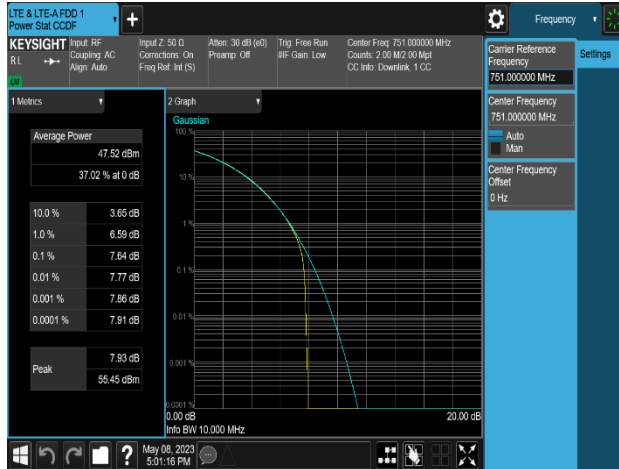 LTE & LTE-A FDD 1
Power Stat CCDF
Frequency
KEYSIGHT
RL
Input: RF
Coupling: AC
Align: Auto
Input Z: 50 Ω
Corrections: On
Freq Ref: Int (S)
Atten: 30 dB (e0)
Preamp: Off
Trig: Free Run
#IF Gain: Low
Center Freq: 751.000000 MHz
Counts: 2.00 M/2.00 Mpt
CC Info: Downlink, 1 CC
Carrier Reference
Frequency
751.000000 MHz
Settings
Center Frequency
751.000000 MHz
Auto
Man
Center Frequency
Offset
0 Hz
1 Metrics
Average Power
47.52 dBm
37.02 % at 0 dB
10.0 % 3.65 dB
1.0 % 6.59 dB
0.1 % 7.64 dB
0.01 % 7.77 dB
0.001 % 7.86 dB
0.0001 % 7.91 dB
Peak
7.93 dB
55.45 dBm
2 Graph
Gaussian
100 %
10 %
1 %
0.1 %
0.01 %
0.001 %
0.0001 %
0.00 dB
20.00 dB
Info BW 10.000 MHz
?
May 08, 2023
5:01:16 PM